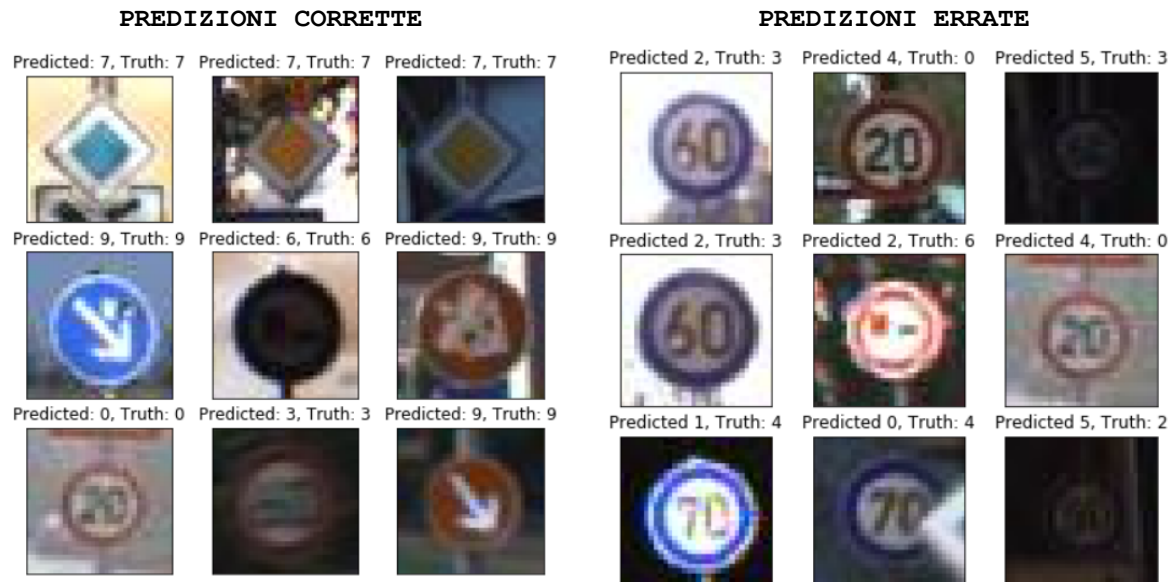 PREDIZIONI CORRETTE
Predicted: 7, Truth: 7 Predicted: 7, Truth: 7 Predicted: 7, Truth: 7
Predicted: 9, Truth: 9 Predicted: 6, Truth: 6 Predicted: 9, Truth: 9
Predicted: 0, Truth: 0 Predicted: 3, Truth: 3 Predicted: 9, Truth: 9
20
PREDIZIONI ERRATE
Predicted 2, Truth: 3 Predicted 4, Truth: 0 Predicted 5, Truth: 3
60 20
Predicted 2, Truth: 3 Predicted 2, Truth: 6 Predicted 4, Truth: 0
60 20
Predicted 1, Truth: 4 Predicted 0, Truth: 4 Predicted 5, Truth: 2
70 70